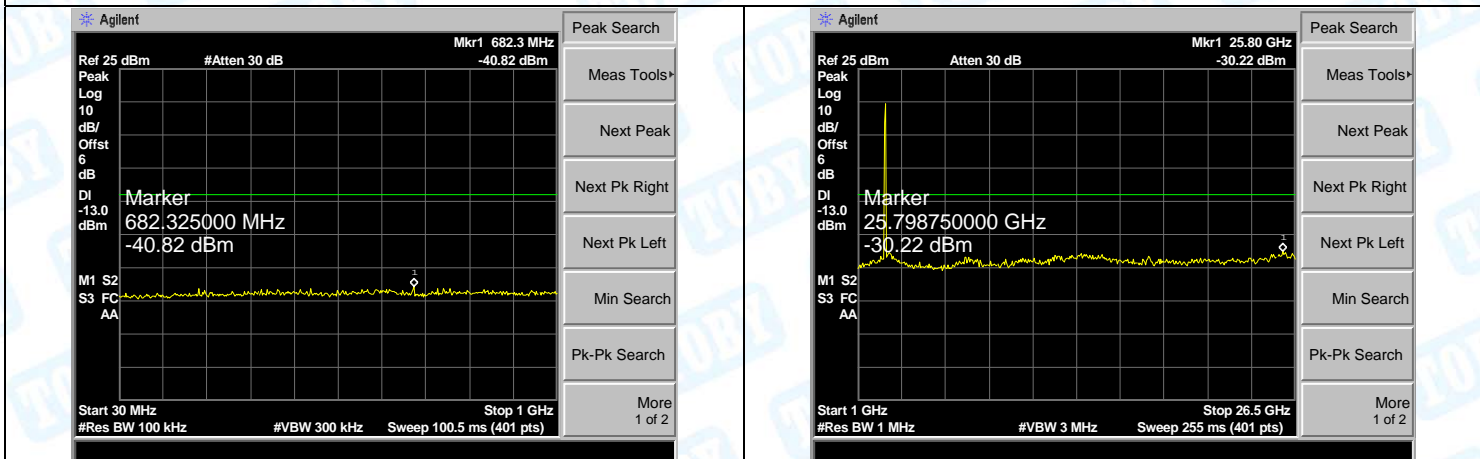 Agilent
Peak Search
Mkr1 682.3 MHz
Ref 25 dBm #Atten 30 dB -40.82 dBm
Peak
Log
10
dB/
Offst
6
dB
DI
-13.0
dBm
Marker
682.325000 MHz
-40.82 dBm
1
M1 S2
S3 FC
AA
Start 30 MHz Stop 1 GHz
#Res BW 100 kHz #VBW 300 kHz Sweep 100.5 ms (401 pts)
Meas Tools
Next Peak
Next Pk Right
Next Pk Left
Min Search
Pk-Pk Search
More
1 of 2
Agilent
Peak Search
Mkr1 25.80 GHz
Ref 25 dBm Atten 30 dB -30.22 dBm
Peak
Log
10
dB/
Offst
6
dB
DI
-13.0
dBm
Marker
25.798750000 GHz
-30.22 dBm
1
M1 S2
S3 FC
AA
Start 1 GHz Stop 26.5 GHz
#Res BW 1 MHz #VBW 3 MHz Sweep 255 ms (401 pts)
Meas Tools
Next Peak
Next Pk Right
Next Pk Left
Min Search
Pk-Pk Search
More
1 of 2
TOBY
TOBY
TOBY